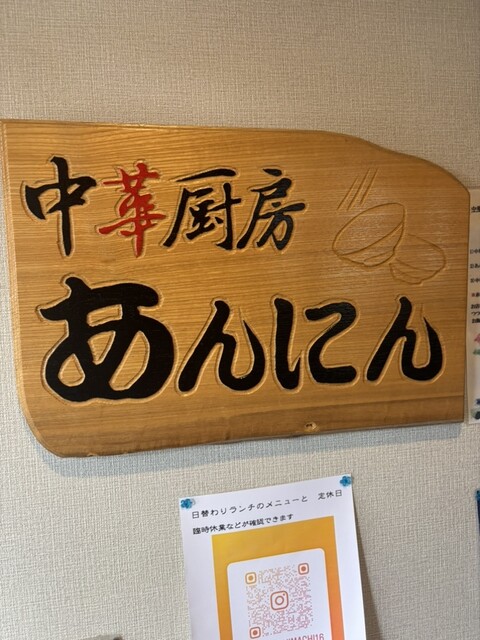 中華厨房
あんにん
日替わりランチのメニューと 定休日
臨時休業などが確認できます